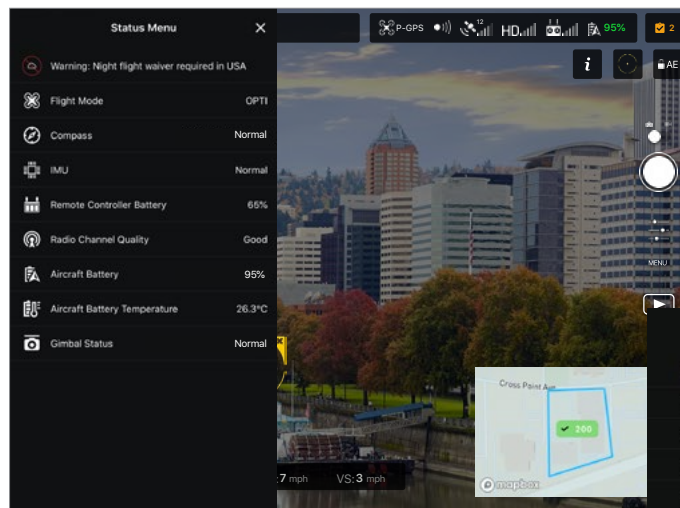 Status Menu
P-GPS 12 HD 95% 2
Warning: Night flight waiver required in USA
AE
Flight Mode OPTI
Compass Normal
IMU Normal
Remote Controller Battery 65%
Radio Channel Quality Good
MENU
Aircraft Battery 95%
Aircraft Battery Temperature 26.3°C
Gimbal Status Normal
Cross Point Ave
200
:7 mph VS:3 mph
mapbox